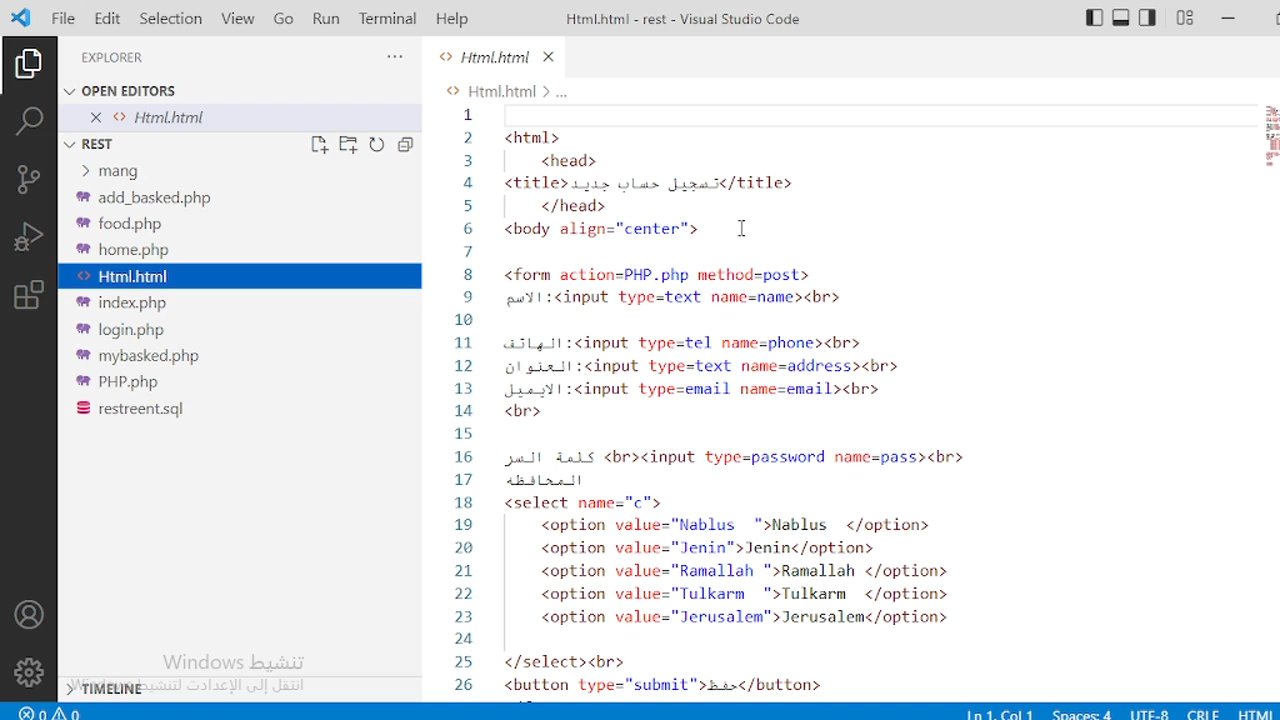 File Edit Selection View Go Run Terminal Help
Html.html - rest - Visual Studio Code
EXPLORER
OPEN EDITORS
Html.html
REST
mang
add_basked.php
food.php
home.php
Html.html
index.php
login.php
mybasked.php
PHP.php
restreent.sql
TIMELINE
Html.html
Html.html > ...
1
2 <html>
3 <head>
4 <title>تسجيل حساب جديد</title>
5 </head>
6 <body align="center">
7
8 <form action=PHP.php method=post>
9 الاسم:<input type=text name=name><br>
10
11 الهاتف:<input type=tel name=phone><br>
12 العنوان:<input type=text name=address><br>
13 الايميل:<input type=email name=email><br>
14 <br>
15
16 كلمة السر <br><input type=password name=pass><br>
17 المحافظه
18 <select name="c">
19 <option value="Nablus  ">Nablus  </option>
20 <option value="Jenin">Jenin</option>
21 <option value="Ramallah ">Ramallah </option>
22 <option value="Tulkarm  ">Tulkarm  </option>
23 <option value="Jerusalem">Jerusalem</option>
24
25 </select><br>
26 <button type="submit">حفظ</button>
تنشيط Windows
انتقل إلى الإعدادت لتنشيط Windows
0 0
Ln 1, Col 1 Spaces: 4 UTF-8 CRLF HTML